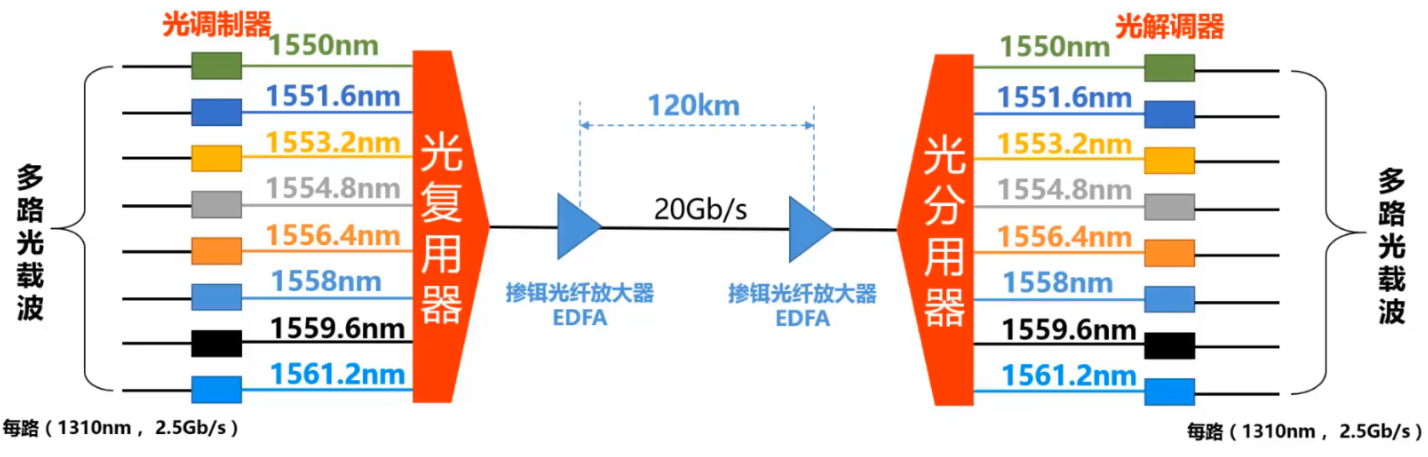 光调制器
光解调器
1550nm
1551.6nm
1553.2nm
1554.8nm
1556.4nm
1558nm
1559.6nm
1561.2nm
多路光载波
每路（1310nm ，2.5Gb/s）
光复用器
120km
20Gb/s
掺铒光纤放大器
EDFA
掺铒光纤放大器
EDFA
光分用器
1550nm
1551.6nm
1553.2nm
1554.8nm
1556.4nm
1558nm
1559.6nm
1561.2nm
多路光载波
每路（1310nm ，2.5Gb/s）